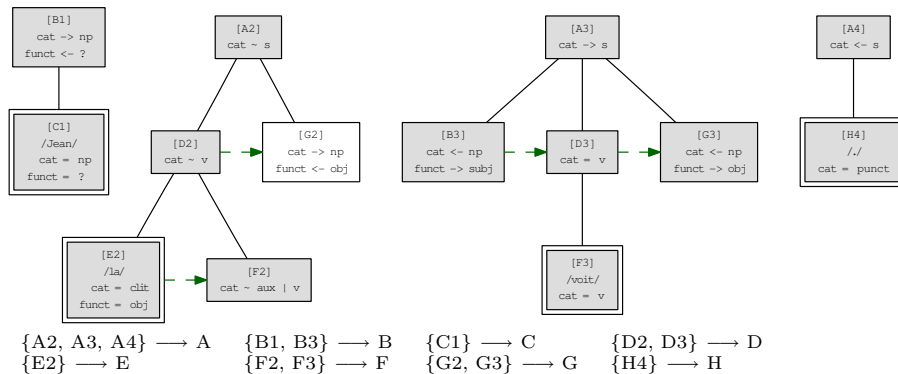 [B1]
cat -> np
funct <- ?
[C1]
/Jean/
cat = np
funct = ?
[A2]
cat ~ s
[D2]
cat ~ v
[G2]
cat -> np
funct <- obj
[E2]
/la/
cat = clit
funct = obj
[F2]
cat ~ aux | v
[A3]
cat -> s
[B3]
cat <- np
funct -> subj
[D3]
cat = v
[G3]
cat <- np
funct -> obj
[F3]
/voit/
cat = v
[A4]
cat <- s
[H4]
/./
cat = punct
{A2, A3, A4} ⟶ A {B1, B3} ⟶ B {C1} ⟶ C {D2, D3} ⟶ D
{E2} ⟶ E {F2, F3} ⟶ F {G2, G3} ⟶ G {H4} ⟶ H